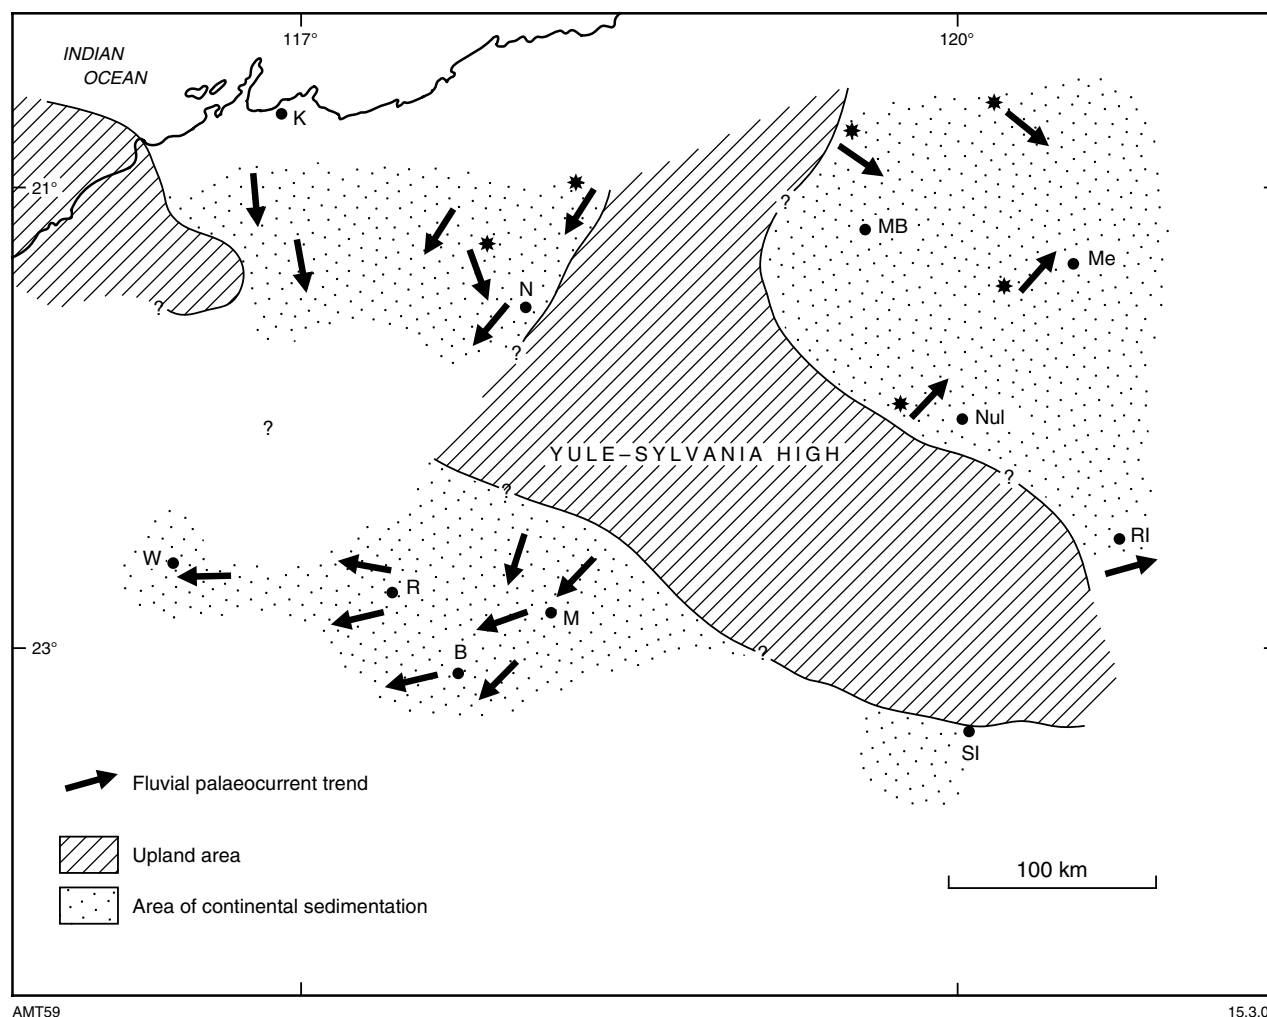 117°
120°
INDIAN
OCEAN
K
21°
?
MB
Me
N
?
?
?
Nul
YULE–SYLVANIA HIGH
?
?
W
RI
R
M
23°
B
?
SI
Fluvial palaeocurrent trend
Upland area
100 km
Area of continental sedimentation
AMT59
15.3.0